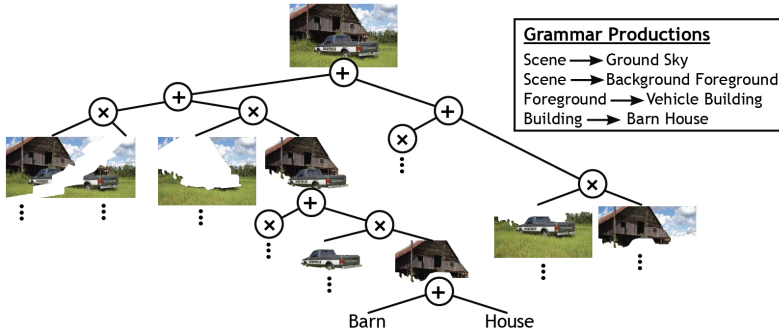 Grammar Productions
Scene → Ground Sky
Scene → Background Foreground
Foreground → Vehicle Building
Building → Barn House
+
+
×
×
+
×
×
+
×
×
+
Barn
House